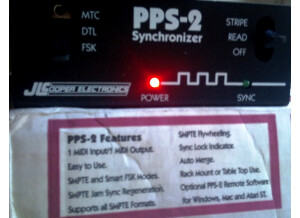 MTC
DTL
FSK
PPS-2
Synchronizer
STRIPE
READ
OFF
JLCOOPER ELECTRONICS
POWER
SYNC
PPS-2 Features
1 MIDI Input/1 MIDI Output.
Easy to Use.
SMPTE and Smart FSK Modes.
SMPTE Jam Sync Regeneration.
Supports all SMPTE Formats.
SMPTE Flywheeling.
Sync Lock Indicator.
Auto Merge.
Rack Mount or Table Top Use.
Optional PPS-2 Remote Software
for Windows, Mac and Atari ST.